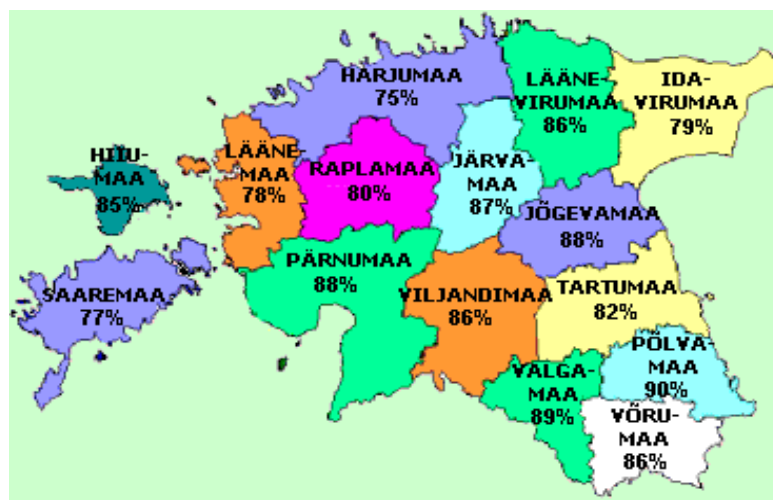 HARJUMAA
75%
LÄÄNE-
VIRUMAA
86%
IDA-
VIRUMAA
79%
HIIU-
MAA
85%
LÄÄNE-
MAA
78%
RAPLAMAA
80%
JÄRVA-
MAA
87%
JÕGEVAMAA
88%
SAAREMAA
77%
PÄRNUMAA
88%
VILJANDIMAA
86%
TARTUMAA
82%
PÕLVA-
MAA
90%
VALGA-
MAA
89%
VÕRU-
MAA
86%